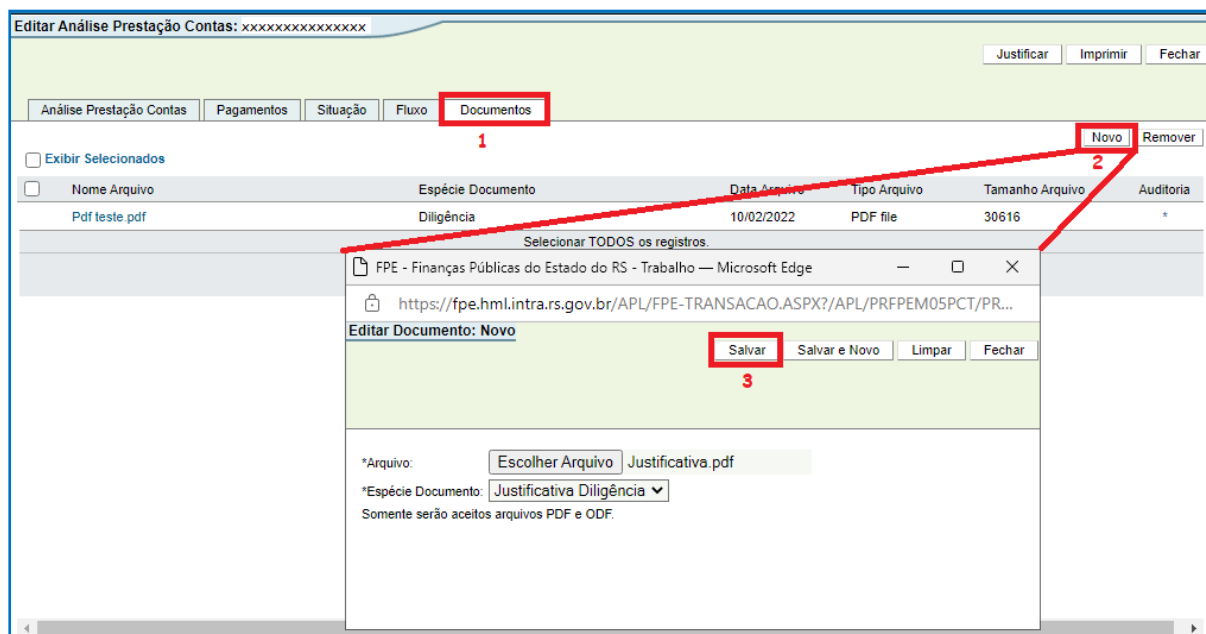 Editar Análise Prestação Contas: xxxxxxxxxxxxxxx
Justificar Imprimir Fechar
Análise Prestação Contas Pagamentos Situação Fluxo Documentos
1
Novo Remover
2
Exibir Selecionados
Nome Arquivo Espécie Documento Data Arquivo Tipo Arquivo Tamanho Arquivo Auditoria
Pdf teste.pdf Diligência 10/02/2022 PDF file 30616 *
Selecionar TODOS os registros.
FPE - Finanças Públicas do Estado do RS - Trabalho — Microsoft Edge
https://fpe.hml.intra.rs.gov.br/APL/FPE-TRANSACAO.ASPX?/APL/PRFPEM05PCT/PR...
Editar Documento: Novo
Salvar Salvar e Novo Limpar Fechar
3
*Arquivo: Escolher Arquivo Justificativa.pdf
*Espécie Documento: Justificativa Diligência
Somente serão aceitos arquivos PDF e ODF.